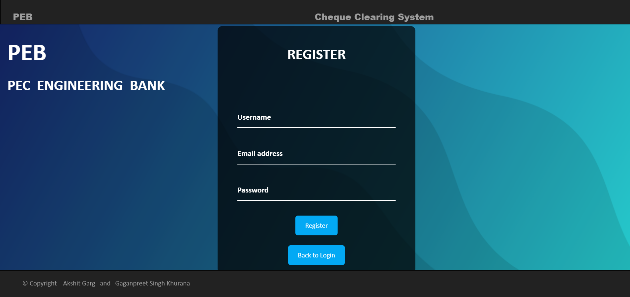 PEB
Cheque Clearing System
PEB
PEC ENGINEERING BANK
REGISTER
Username
Email address
Password
Register
Back to Login
© Copyright Akshit Garg and Gaganpreet Singh Khurana